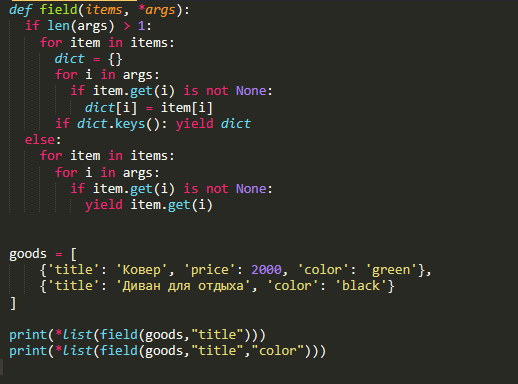 def field(items, *args):
  if len(args) > 1:
    for item in items:
      dict = {}
      for i in args:
        if item.get(i) is not None:
          dict[i] = item[i]
      if dict.keys(): yield dict
  else:
    for item in items:
      for i in args:
        if item.get(i) is not None:
          yield item.get(i)
goods = [
    {'title': 'Ковер', 'price': 2000, 'color': 'green'},
    {'title': 'Диван для отдыха', 'color': 'black'}
]
print(*list(field(goods,"title")))
print(*list(field(goods,"title","color")))